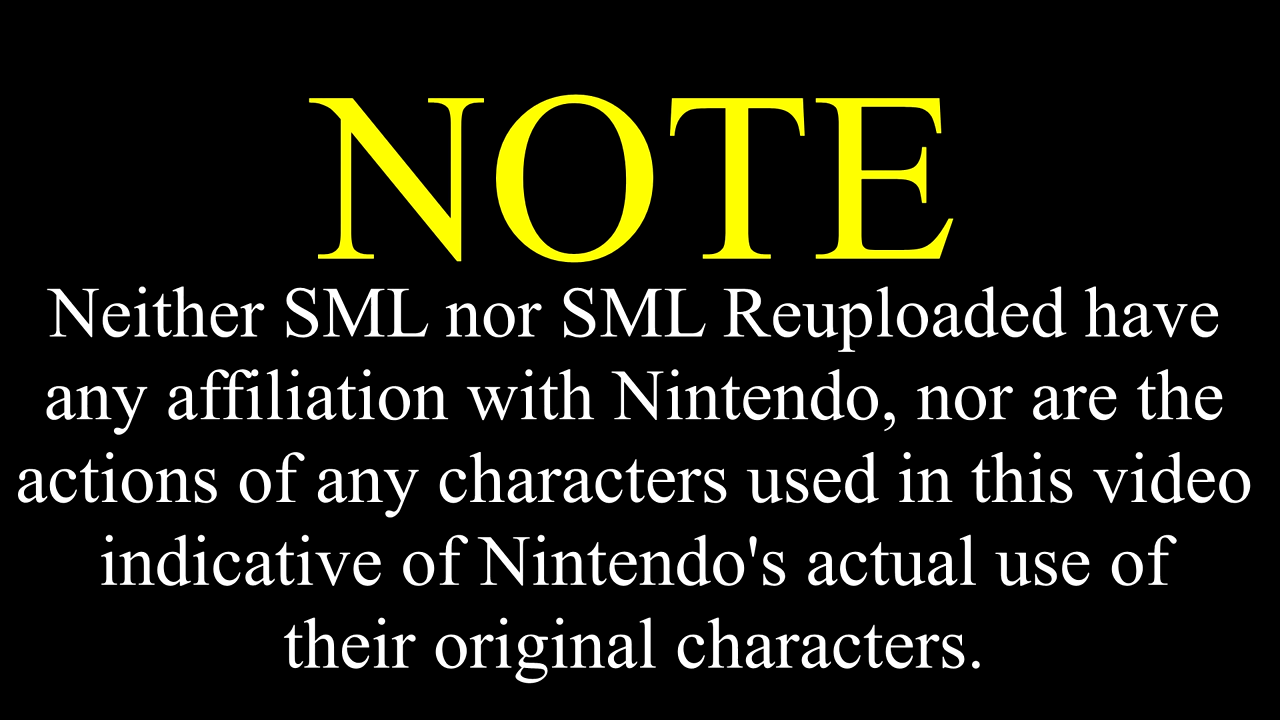 NOTE
Neither SML nor SML Reuploaded have
any affiliation with Nintendo, nor are the
actions of any characters used in this video
indicative of Nintendo's actual use of
their original characters.